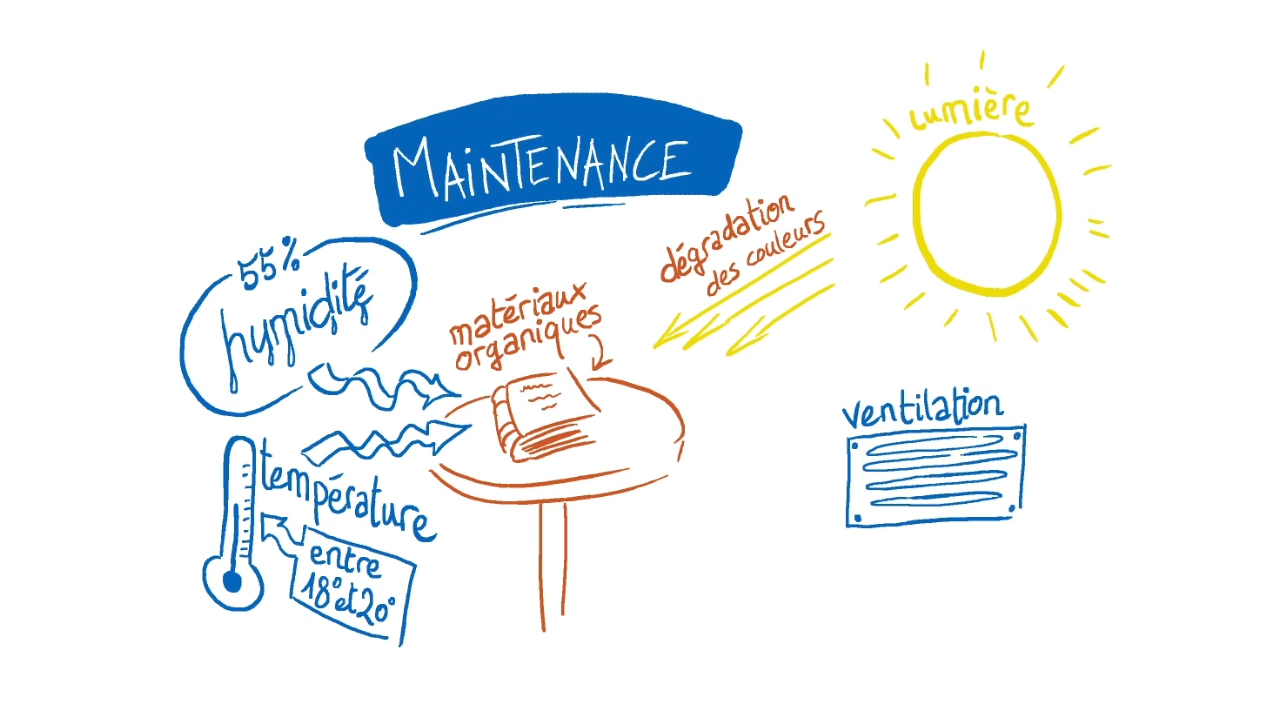 MAINTENANCE
lumière
dégradation
des couleurs
55%
humidité
matériaux
organiques
ventilation
température
entre
18° et 20°